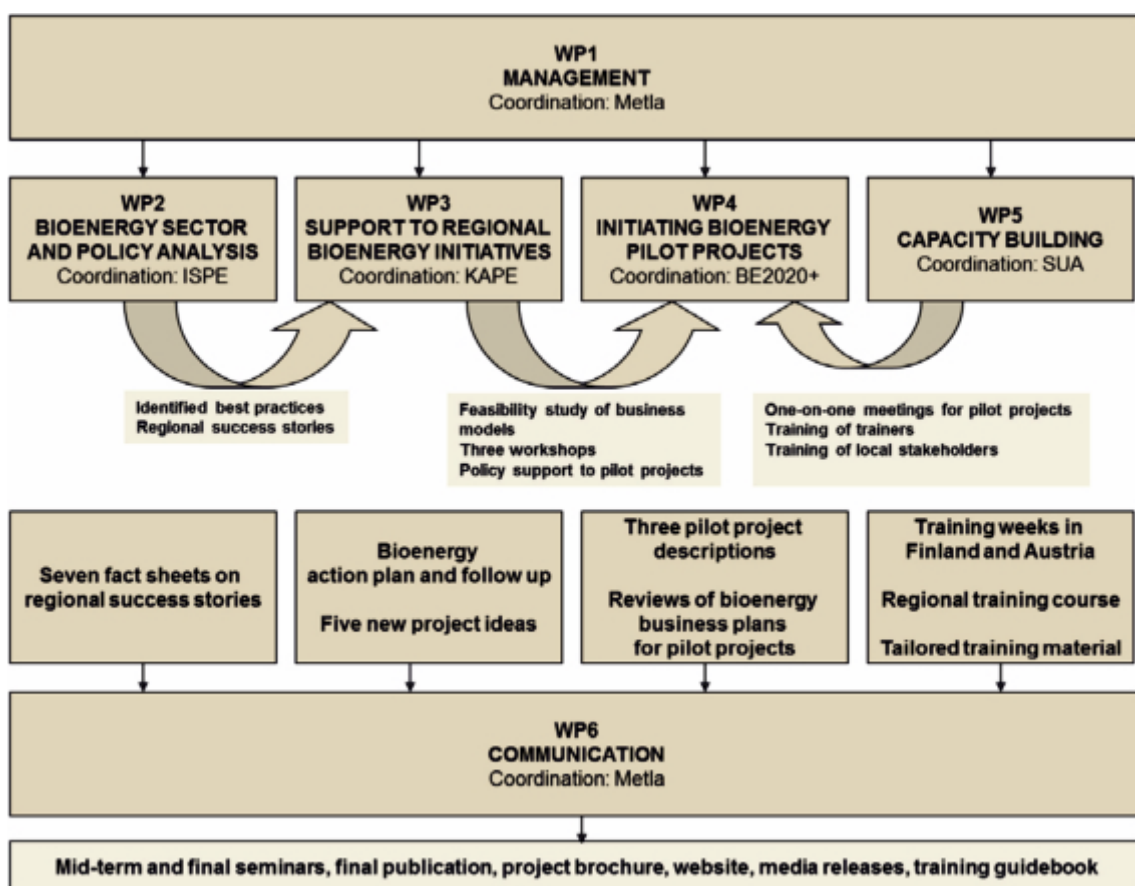 WP1
MANAGEMENT
Coordination: Metla
WP2
BIOENERGY SECTOR
AND POLICY ANALYSIS
Coordination: ISPE
WP3
SUPPORT TO REGIONAL
BIOENERGY INITIATIVES
Coordination: KAPE
WP4
INITIATING BIOENERGY
PILOT PROJECTS
Coordination: BE2020+
WP5
CAPACITY BUILDING
Coordination: SUA
Identified best practices
Regional success stories
Feasibility study of business
models
Three workshops
Policy support to pilot projects
One-on-one meetings for pilot projects
Training of trainers
Training of local stakeholders
Seven fact sheets on
regional success stories
Bioenergy
action plan and follow up
Five new project ideas
Three pilot project
descriptions
Reviews of bioenergy
business plans
for pilot projects
Training weeks in
Finland and Austria
Regional training course
Tailored training material
WP6
COMMUNICATION
Coordination: Metla
Mid-term and final seminars, final publication, project brochure, website, media releases, training guidebook